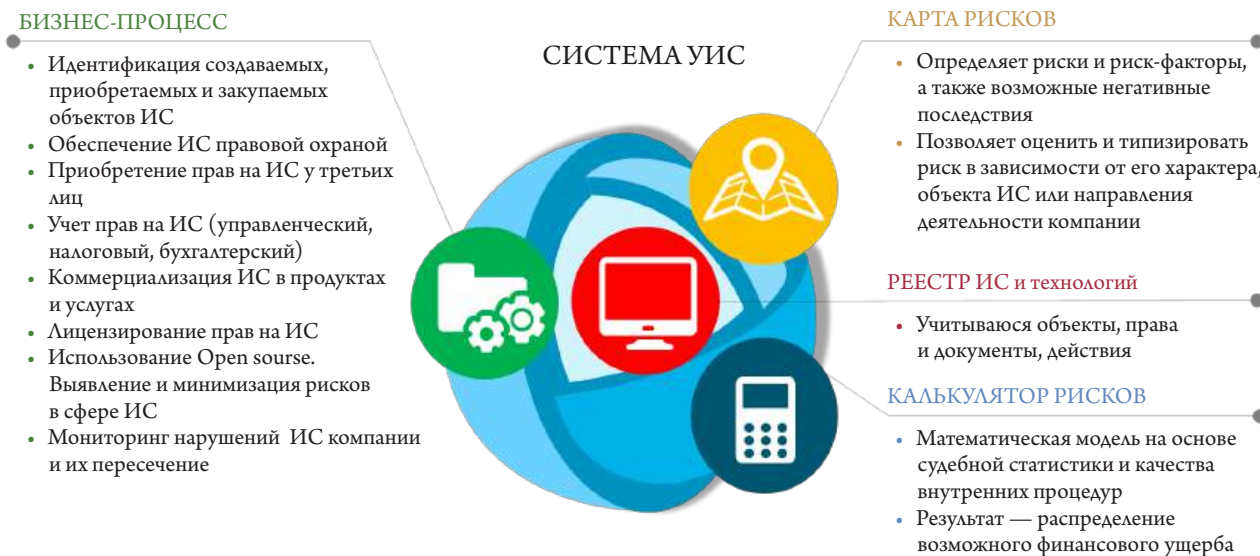 БИЗНЕС-ПРОЦЕСС
• Идентификация создаваемых,
приобретаемых и закупаемых
объектов ИС
• Обеспечение ИС правовой охраной
• Приобретение прав на ИС у третьих
лиц
• Учет прав на ИС (управленческий,
налоговый, бухгалтерский)
• Коммерциализация ИС в продуктах
и услугах
• Лицензирование прав на ИС
• Использование Open sourse.
Выявление и минимизация рисков
в сфере ИС
• Мониторинг нарушений ИС компании
и их пересечение
СИСТЕМА УИС
КАРТА РИСКОВ
• Определяет риски и риск-факторы,
а также возможные негативные
последствия
• Позволяет оценить и типизировать
риск в зависимости от его характера,
объекта ИС или направления
деятельности компании
РЕЕСТР ИС и технологий
• Учитываюся объекты, права
и документы, действия
КАЛЬКУЛЯТОР РИСКОВ
• Математическая модель на основе
судебной статистики и качества
внутренних процедур
• Результат — распределение
возможного финансового ущерба